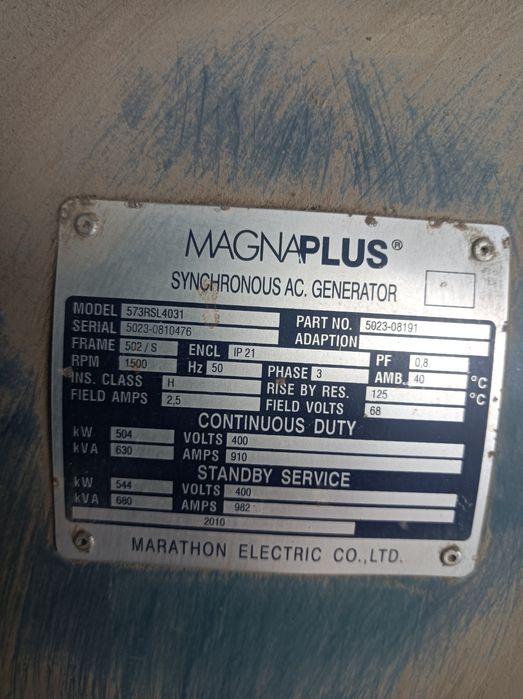 MAGNAPLUS®
SYNCHRONOUS AC. GENERATOR
MODEL 573RSL4031 PART NO. 5023-08191
SERIAL 5023-0810476 ADAPTION
FRAME 502/S ENCL IP 21 PF 0,8
RPM 1500 Hz 50 PHASE 3 AMB. 40 °C
INS. CLASS H RISE BY RES. 125 °C
FIELD AMPS 2,5 FIELD VOLTS 68
CONTINUOUS DUTY
kW 504 VOLTS 400
kVA 630 AMPS 910
STANDBY SERVICE
kW 544 VOLTS 400
kVA 680 AMPS 982
2010
MARATHON ELECTRIC CO.,LTD.